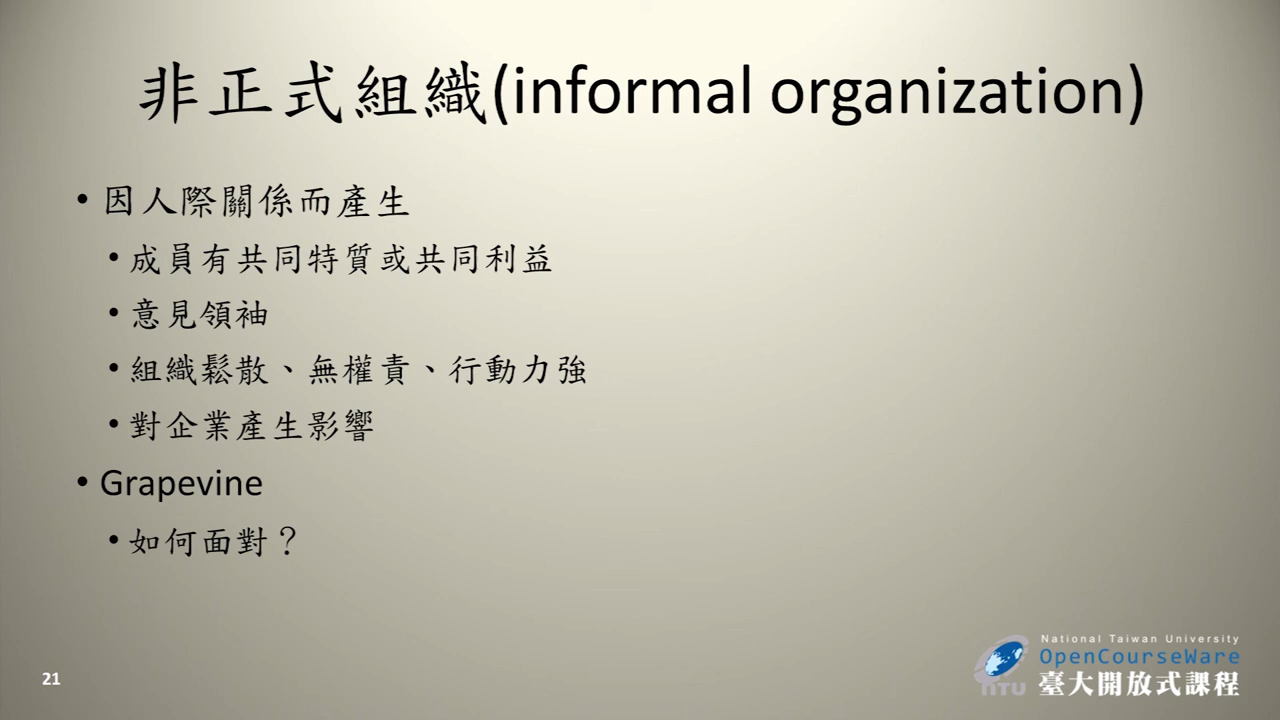 非正式組織(informal organization)
• 因人際關係而產生
• 成員有共同特質或共同利益
• 意見領袖
• 組織鬆散、無權責、行動力強
• 對企業產生影響
• Grapevine
• 如何面對？
National Taiwan University
OpenCourseWare
NTU 臺大開放式課程
21